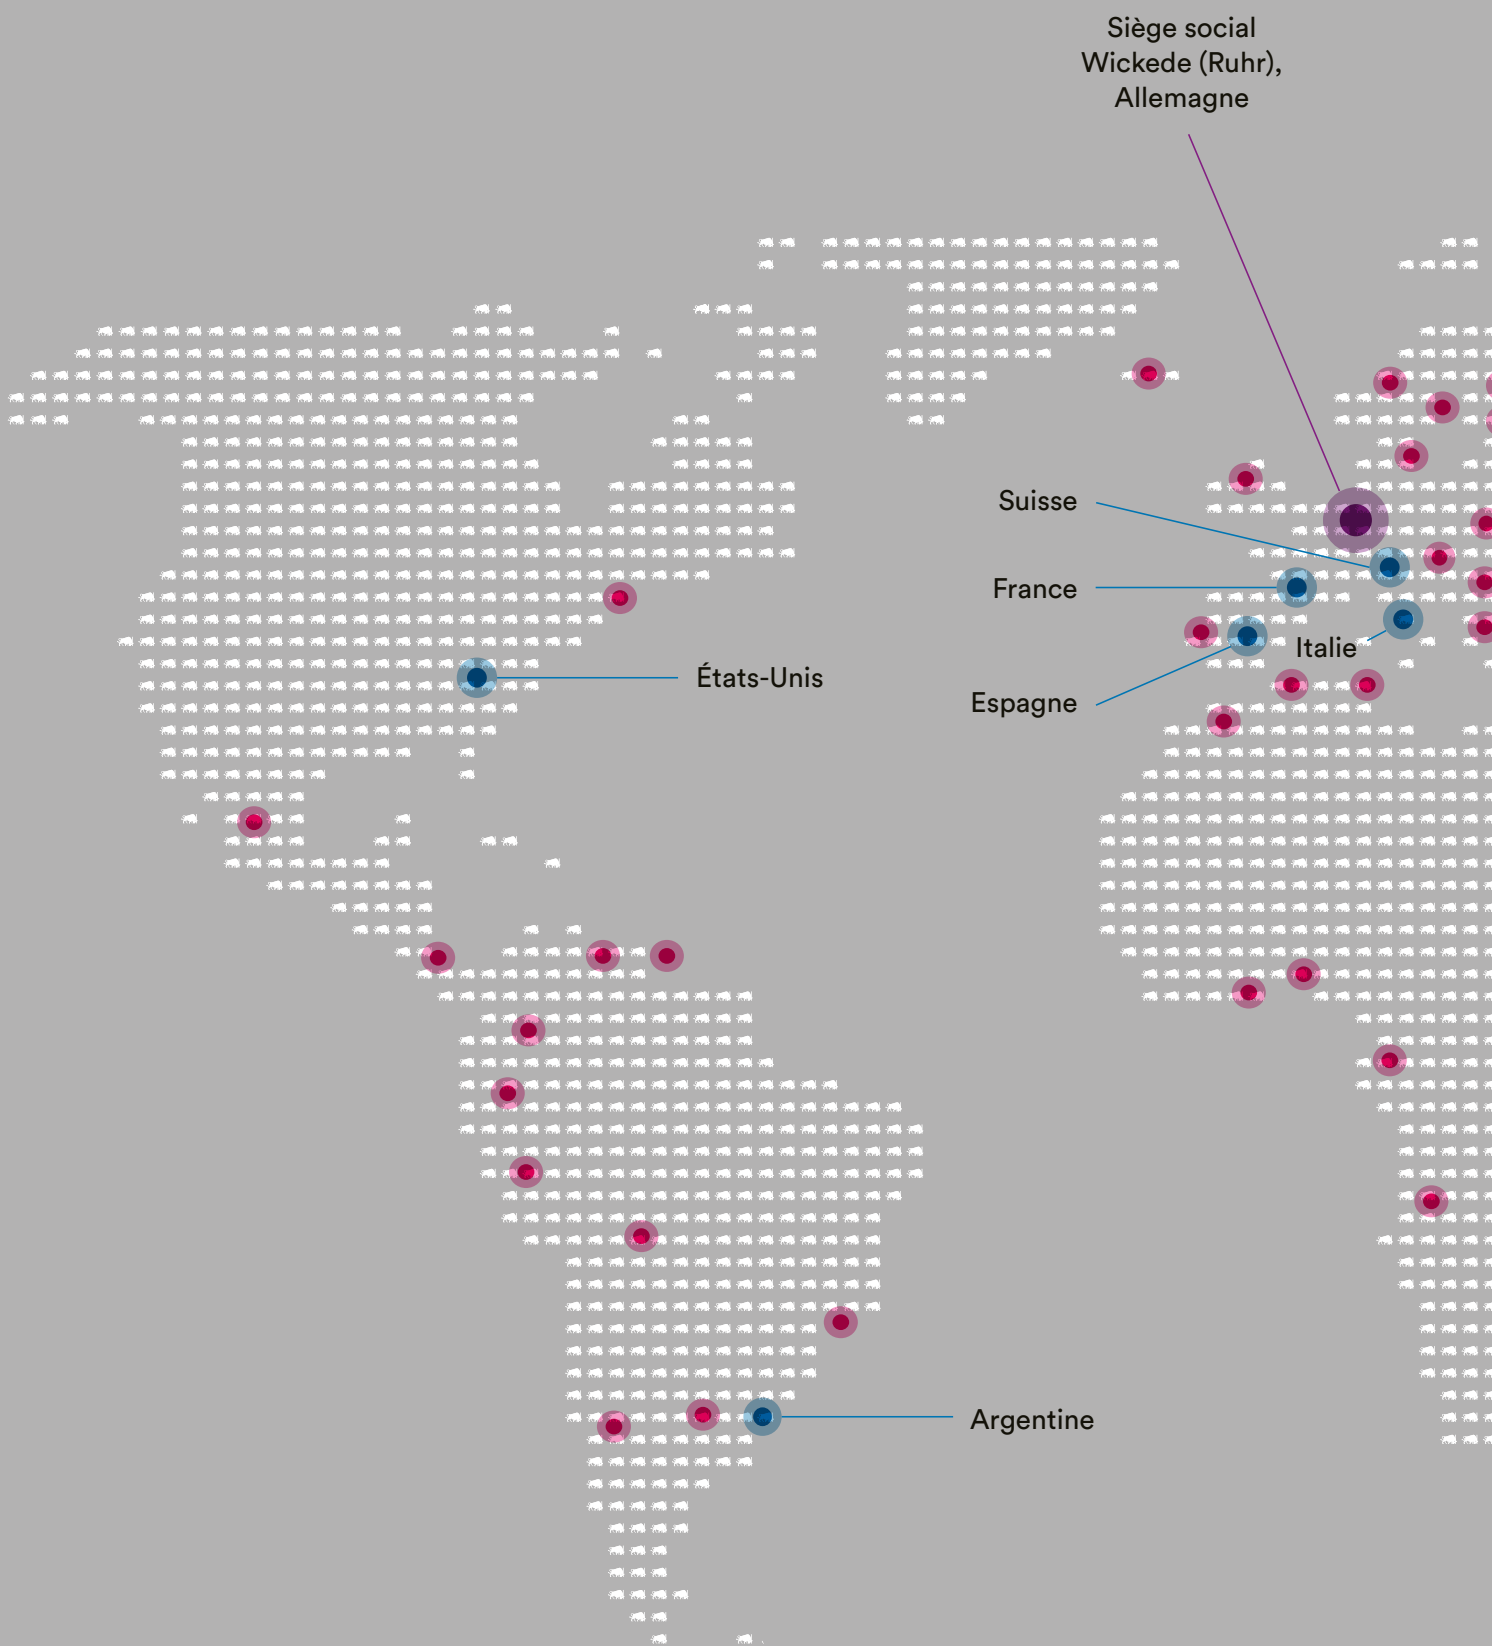 Siège social
Wickede (Ruhr),
Allemagne
Suisse
France
Italie
États-Unis
Espagne
Argentine